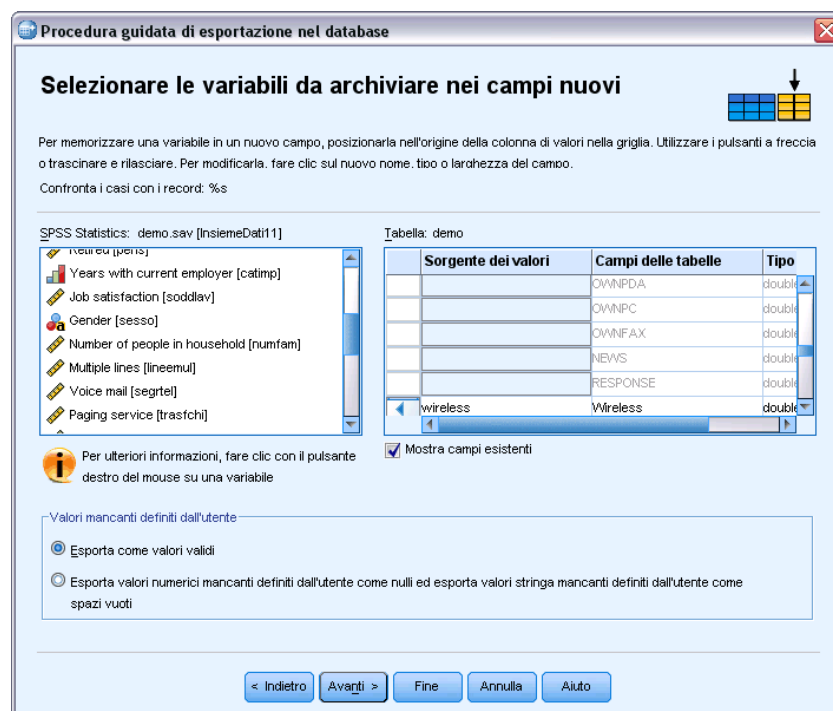 Procedura guidata di esportazione nel database
Selezionare le variabili da archiviare nei campi nuovi
Per memorizzare una variabile in un nuovo campo, posizionarla nell'origine della colonna di valori nella griglia. Utilizzare i pulsanti a freccia
o trascinare e rilasciare. Per modificarla, fare clic sul nuovo nome, tipo o larghezza del campo.
Confronta i casi con i record: %s
SPSS Statistics: demo.sav [InsiemeDati11]
Retired [pens]
Years with current employer [catimp]
Job satisfaction [soddlav]
Gender [sesso]
Number of people in household [numfam]
Multiple lines [lineemul]
Voice mail [segrtel]
Paging service [trasfchi]
Per ulteriori informazioni, fare clic con il pulsante
destro del mouse su una variabile
Tabella: demo
Sorgente dei valori Campi delle tabelle Tipo
OWNPDA double
OWNPC double
OWNFAX double
NEWS double
RESPONSE double
wireless Wireless double
Mostra campi esistenti
Valori mancanti definiti dall'utente
Esporta come valori validi
Esporta valori numerici mancanti definiti dall'utente come nulli ed esporta valori stringa mancanti definiti dall'utente come
spazi vuoti
< Indietro Avanti > Fine Annulla Aiuto